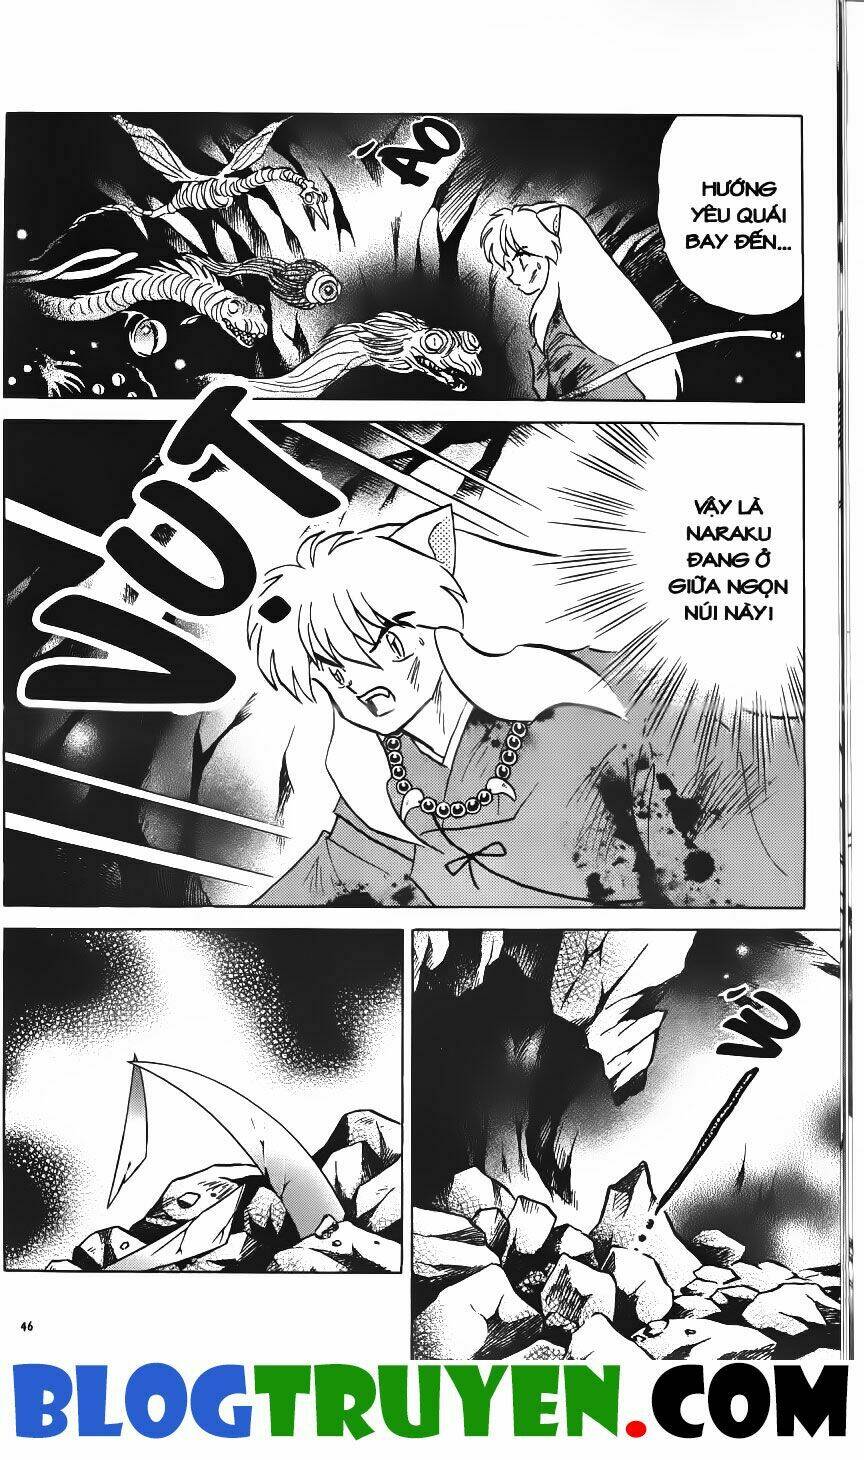 ÀO
HƯỚNG
YÊU QUÁI
BAY ĐẾN...
VÚT
VẬY LÀ
NARAKU
ĐANG Ở
GIỮA NGỌN
NÚI NÀY!
VÙ
46
BLOGTRUYEN.COM